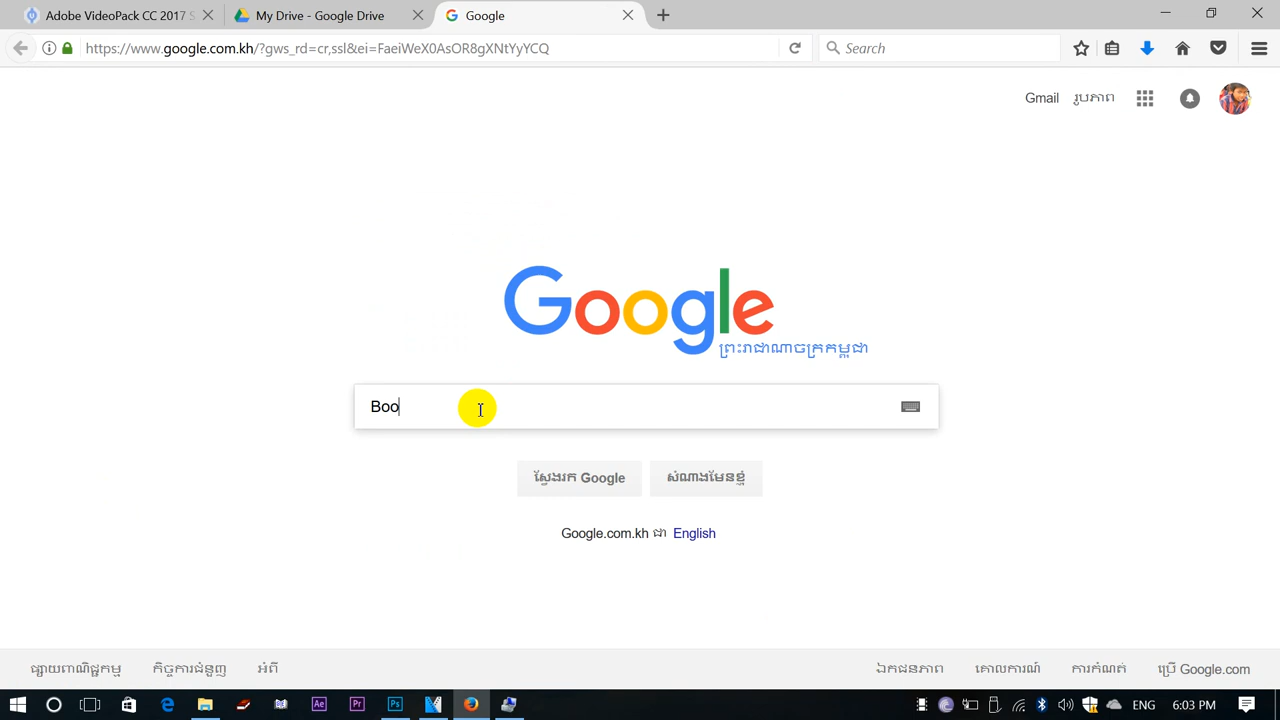 Adobe VideoPack CC 2017 S
My Drive - Google Drive
Google
https://www.google.com.kh/?gws_rd=cr,ssl&ei=FaeiWeX0AsOR8gXNtYyYCQ
Search
Gmail រូបភាព
Google
ព្រះរាជាណាចក្រកម្ពុជា
Boo
ស្វែងរក Google
សំណាងមែនខ្ញុំ
Google.com.kh ជា English
ផ្សាយពាណិជ្ជកម្ម កិច្ចការជំនួញ អំពី
ឯកជនភាព គោលការណ៍ ការកំណត់ ប្រើ Google.com
Ae Pr Ps ENG 6:03 PM